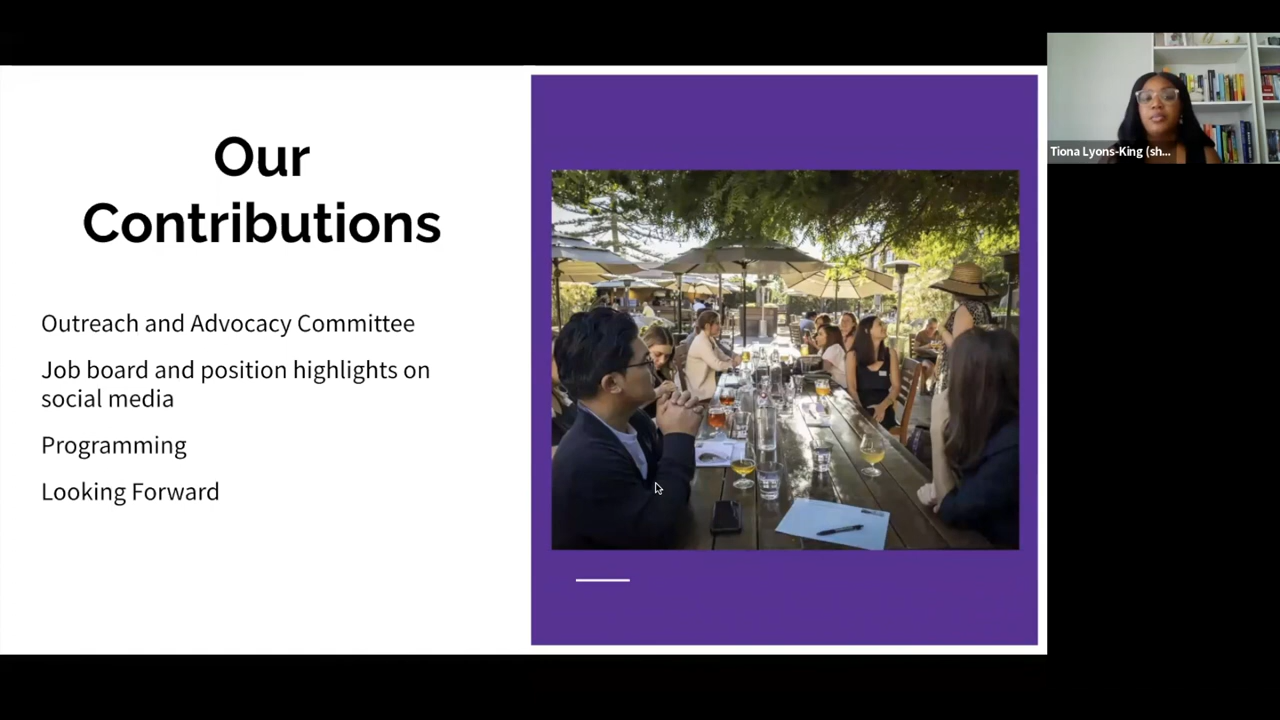 Our
Contributions
Outreach and Advocacy Committee
Job board and position highlights on
social media
Programming
Looking Forward
Tiona Lyons-King (sh...